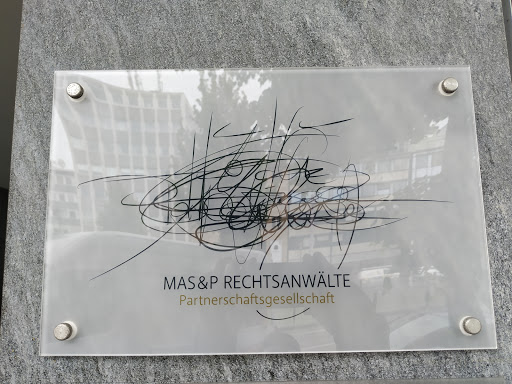 MAS&P RECHTSANWÄLTE
Partnerschaftsgesellschaft